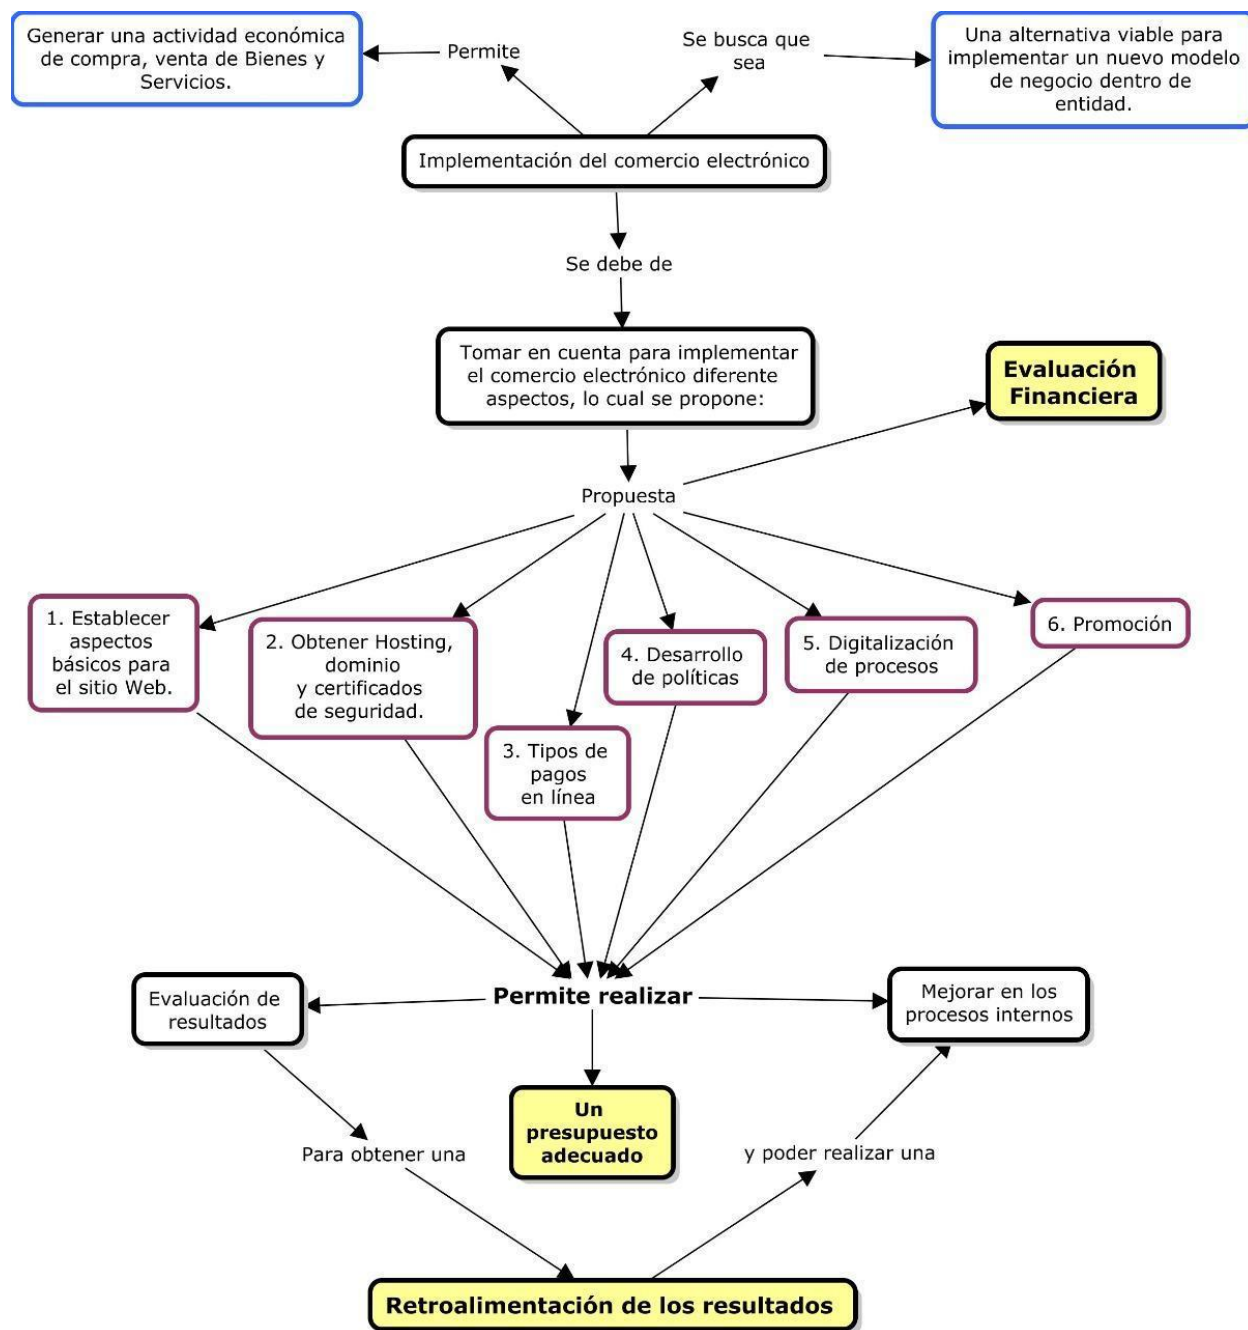 Generar una actividad económica
de compra, venta de Bienes y
Servicios.
Permite
Se busca que
sea
Una alternativa viable para
implementar un nuevo modelo
de negocio dentro de
entidad.
Implementación del comercio electrónico
Se debe de
Tomar en cuenta para implementar
el comercio electrónico diferente
aspectos, lo cual se propone:
Evaluación
Financiera
Propuesta
1. Establecer
aspectos
básicos para
el sitio Web.
2. Obtener Hosting,
dominio
y certificados
de seguridad.
3. Tipos de
pagos
en línea
4. Desarrollo
de políticas
5. Digitalización
de procesos
6. Promoción
Evaluación de
resultados
Permite realizar
Mejorar en los
procesos internos
Un
presupuesto
adecuado
Para obtener una
y poder realizar una
Retroalimentación de los resultados